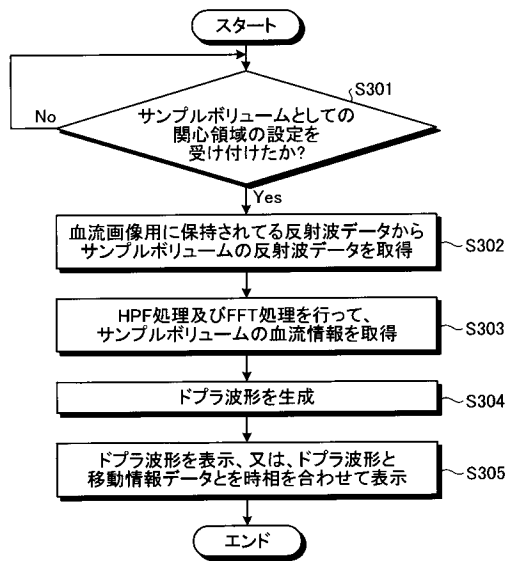 スタート
S301
No
サンプルボリュームとしての
関心領域の設定を
受け付けたか?
Yes
血流画像用に保持されてる反射波データから
サンプルボリュームの反射波データを取得
S302
HPF処理及びFFT処理を行って、
サンプルボリュームの血流情報を取得
S303
ドプラ波形を生成
S304
ドプラ波形を表示、又は、ドプラ波形と
移動情報データとを時相を合わせて表示
S305
エンド